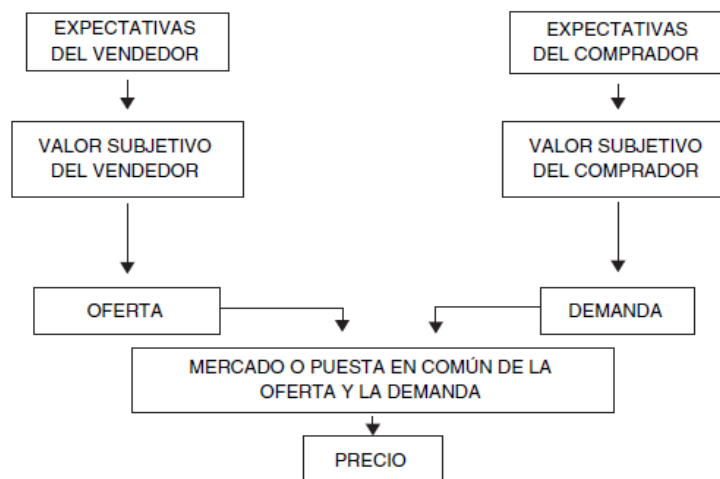 EXPECTATIVAS
DEL VENDEDOR
EXPECTATIVAS
DEL COMPRADOR
VALOR SUBJETIVO
DEL VENDEDOR
VALOR SUBJETIVO
DEL COMPRADOR
OFERTA
DEMANDA
MERCADO O PUESTA EN COMÚN DE LA
OFERTA Y LA DEMANDA
PRECIO